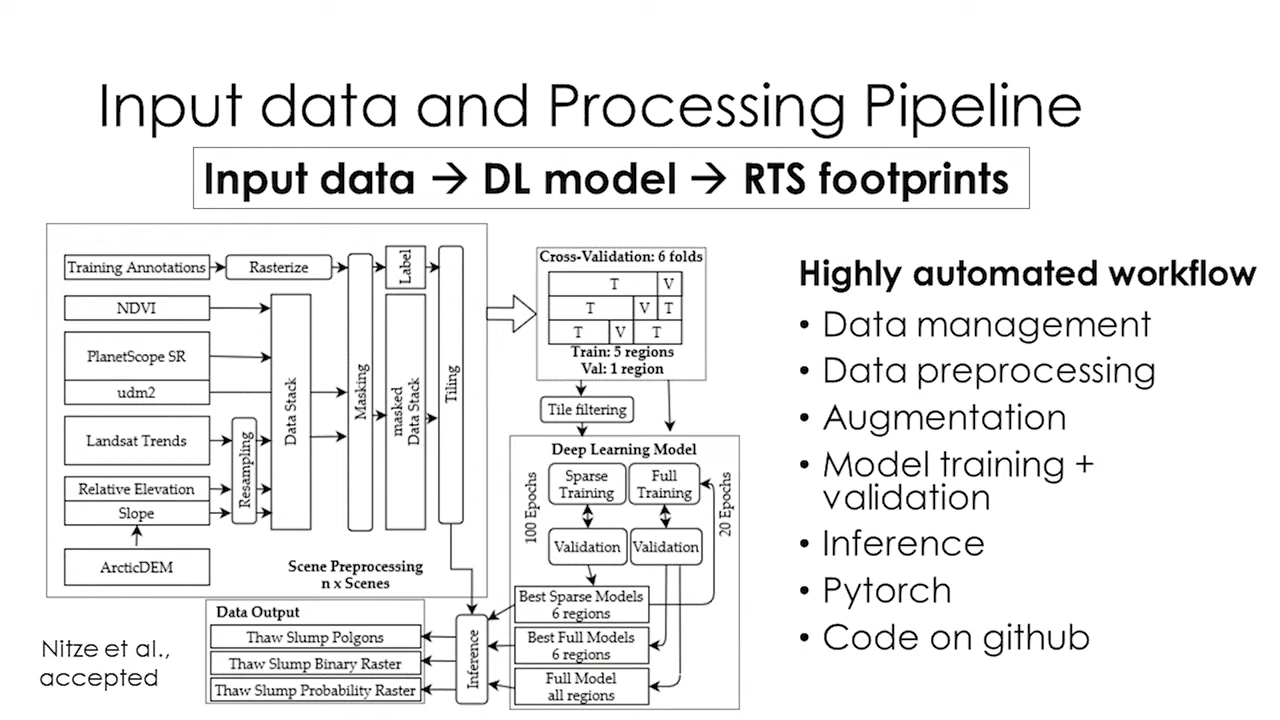 Input data and Processing Pipeline
Input data → DL model → RTS footprints
Training Annotations
Rasterize
NDVI
PlanetScope SR
udm2
Landsat Trends
Relative Elevation
Slope
ArcticDEM
Resampling
Data Stack
Masking
Label
masked
Data Stack
Tiling
Scene Preprocessing
n x Scenes
Cross-Validation: 6 folds
T V
T V T
T V T
Train: 5 regions
Val: 1 region
Tile filtering
Deep Learning Model
100 Epochs
Sparse
Training
Full
Training
20 Epochs
Validation
Validation
Best Sparse Models
6 regions
Best Full Models
6 regions
Full Model
all regions
Inference
Data Output
Thaw Slump Polgons
Thaw Slump Binary Raster
Thaw Slump Probability Raster
Nitze et al.,
accepted
Highly automated workflow
• Data management
• Data preprocessing
• Augmentation
• Model training +
validation
• Inference
• Pytorch
• Code on github